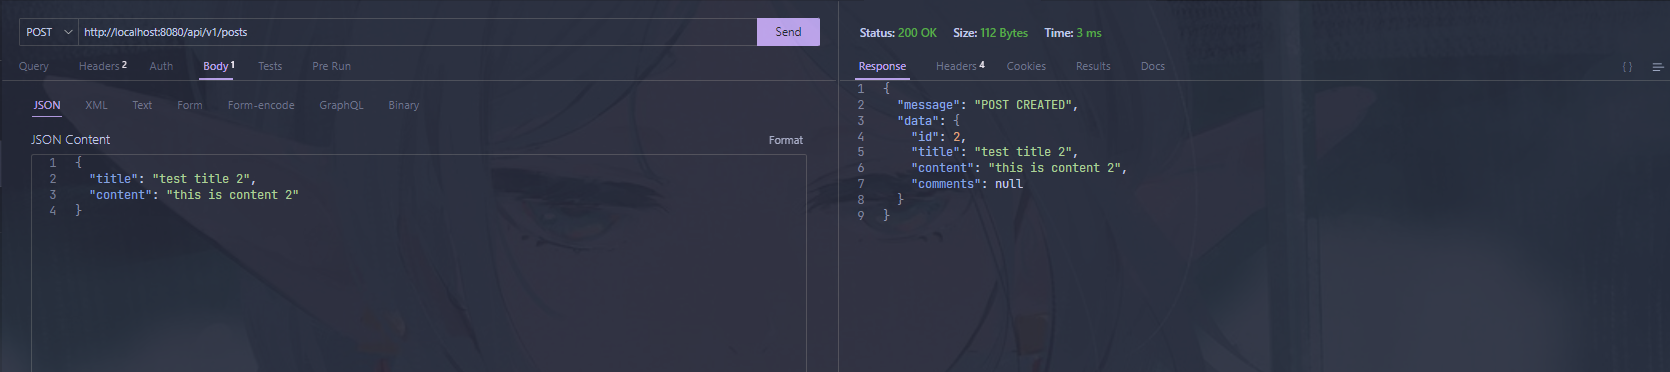 POST http://localhost:8080/api/v1/posts Send
Query Headers 2 Auth Body 1 Tests Pre Run
JSON XML Text Form Form-encode GraphQL Binary
JSON Content Format
1 {
2 "title": "test title 2",
3 "content": "this is content 2"
4 }
Status: 200 OK Size: 112 Bytes Time: 3 ms
Response Headers 4 Cookies Results Docs { }
1 {
2 "message": "POST CREATED",
3 "data": {
4 "id": 2,
5 "title": "test title 2",
6 "content": "this is content 2",
7 "comments": null
8 }
9 }